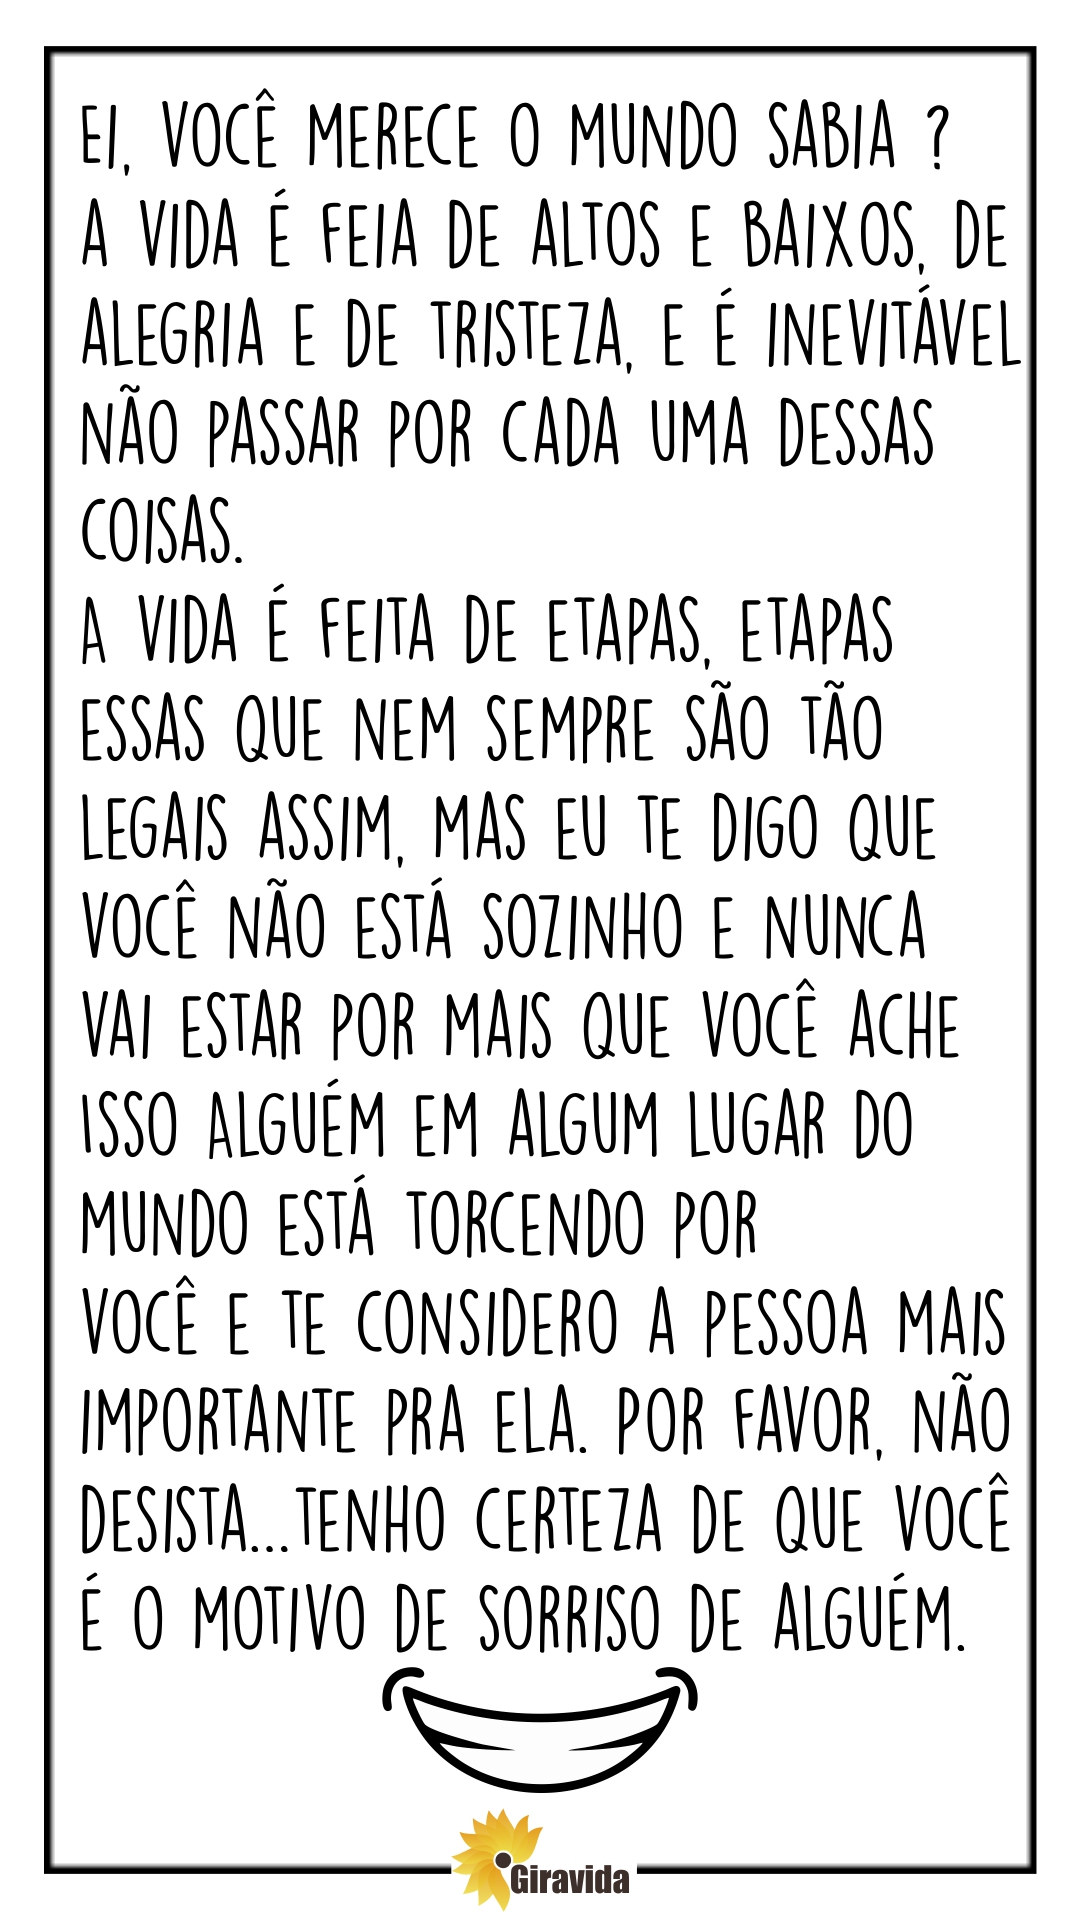 EI, VOCÊ MERECE O MUNDO SABIA ?
A VIDA É FEIA DE ALTOS E BAIXOS, DE
ALEGRIA E DE TRISTEZA, E É INEVITÁVEL
NÃO PASSAR POR CADA UMA DESSAS
COISAS.
A VIDA É FEITA DE ETAPAS, ETAPAS
ESSAS QUE NEM SEMPRE SÃO TÃO
LEGAIS ASSIM, MAS EU TE DIGO QUE
VOCÊ NÃO ESTÁ SOZINHO E NUNCA
VAI ESTAR POR MAIS QUE VOCÊ ACHE
ISSO ALGUÉM EM ALGUM LUGAR DO
MUNDO ESTÁ TORCENDO POR
VOCÊ E TE CONSIDERO A PESSOA MAIS
IMPORTANTE PRA ELA. POR FAVOR, NÃO
DESISTA...TENHO CERTEZA DE QUE VOCÊ
É O MOTIVO DE SORRISO DE ALGUÉM.
Giravida